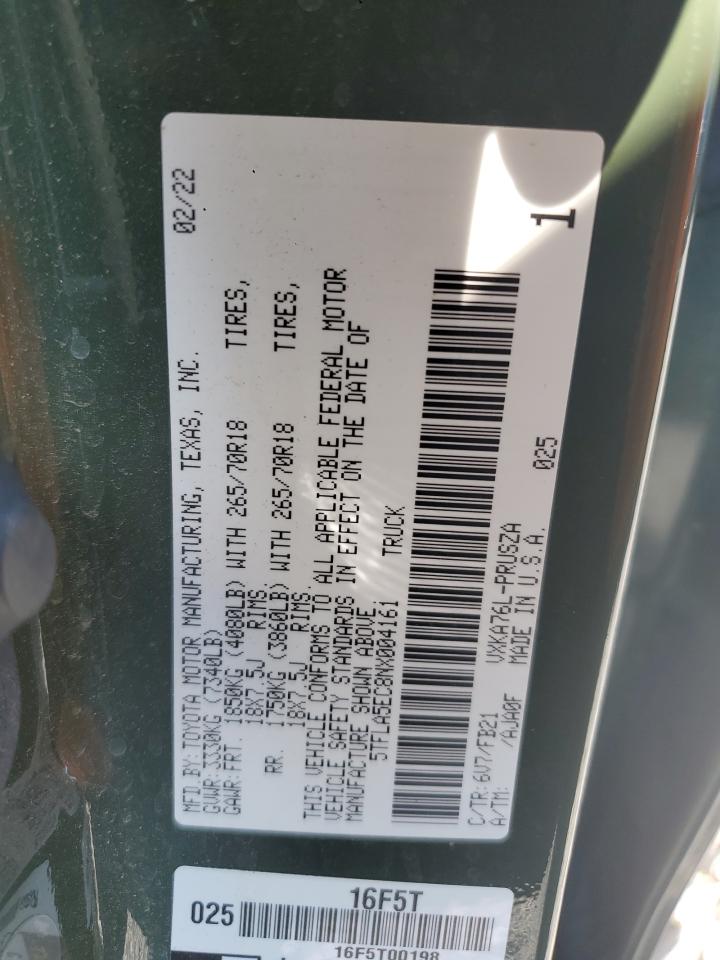 MFD.BY:TOYOTA MOTOR MANUFACTURING, TEXAS, INC. 02/22
GVWR:3330KG (7340LB)
GAWR:FRT. 1850KG (4080LB) WITH 265/70R18 TIRES,
18X7.5J RIMS
RR. 1750KG (3860LB) WITH 265/70R18 TIRES,
18X7.5J RIMS.
THIS VEHICLE CONFORMS TO ALL APPLICABLE FEDERAL MOTOR
VEHICLE SAFETY STANDARDS IN EFFECT ON THE DATE OF
MANUFACTURE SHOWN ABOVE.
5TFLA5EC8NX004161 TRUCK
C/TR:6V7/FB21 VXKA76L-PRUSZA 025 1
A/TM: /AJA0F MADE IN U.S.A.
16F5T
025
16F5T00198